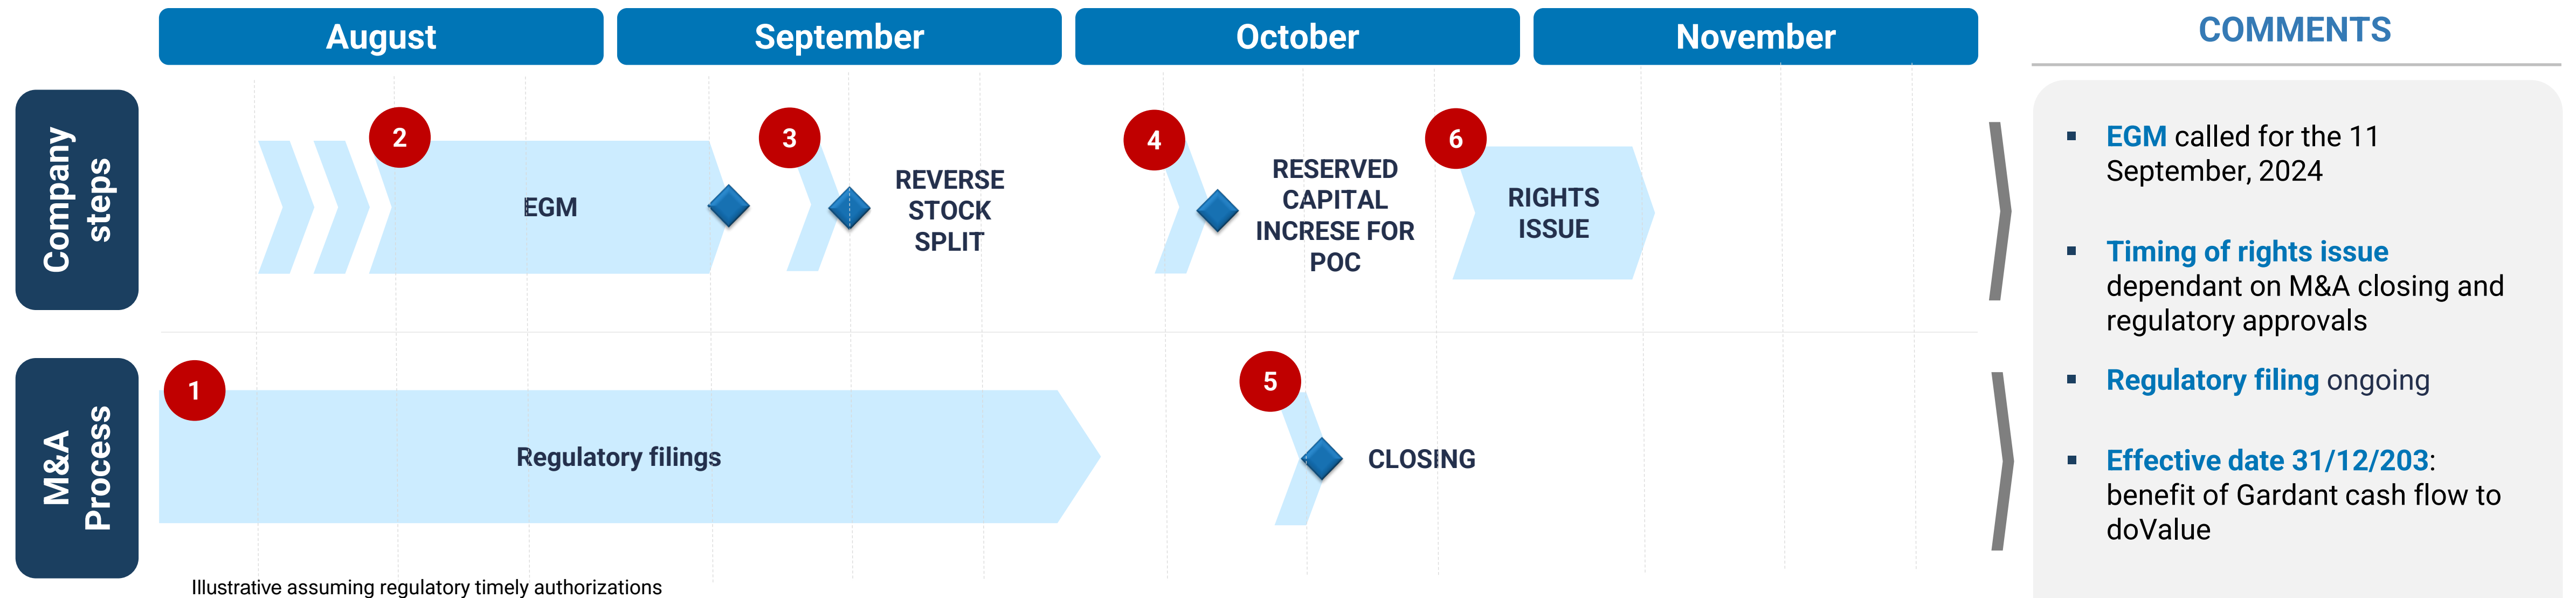 August
September
October
November
COMMENTS
Company
steps
2
EGM
3
REVERSE
STOCK
SPLIT
4
RESERVED
CAPITAL
INCRESE FOR
POC
6
RIGHTS
ISSUE
M&A
Process
1
Regulatory filings
5
CLOSING
Illustrative assuming regulatory timely authorizations
▪ EGM called for the 11
September, 2024
▪ Timing of rights issue
dependant on M&A closing and
regulatory approvals
▪ Regulatory filing ongoing
▪ Effective date 31/12/203:
benefit of Gardant cash flow to
doValue